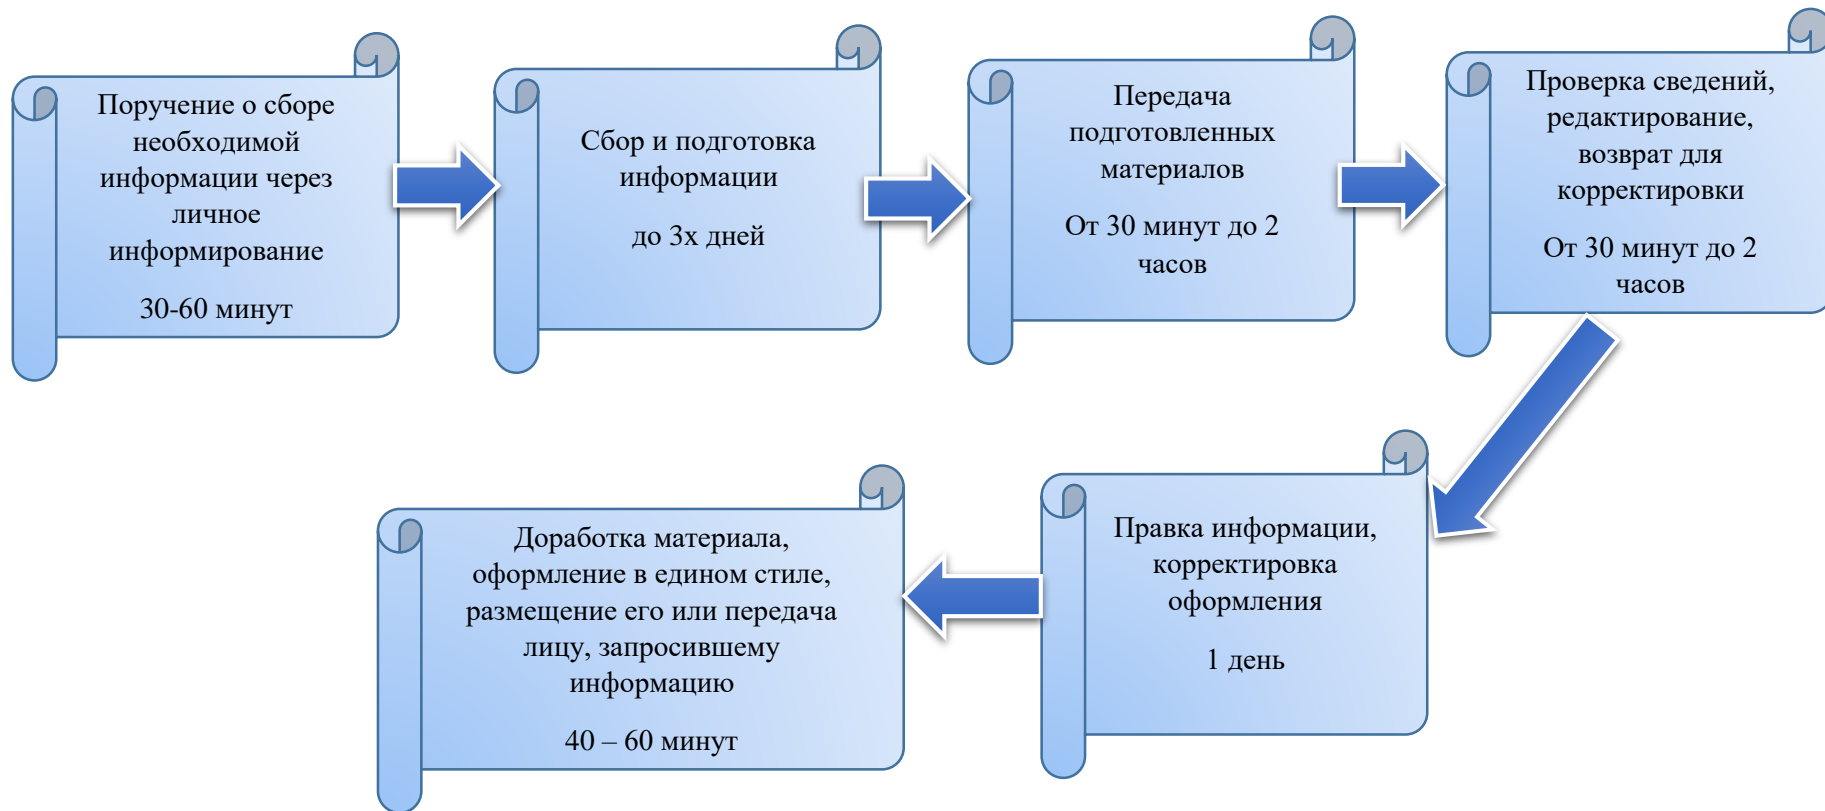 Поручение о сборе
необходимой
информации через
личное
информирование
30-60 минут
Сбор и подготовка
информации
до 3х дней
Передача
подготовленных
материалов
От 30 минут до 2
часов
Проверка сведений,
редактирование,
возврат для
корректировки
От 30 минут до 2
часов
Правка информации,
корректировка
оформления
1 день
Доработка материала,
оформление в едином стиле,
размещение его или передача
лицу, запросившему
информацию
40 – 60 минут